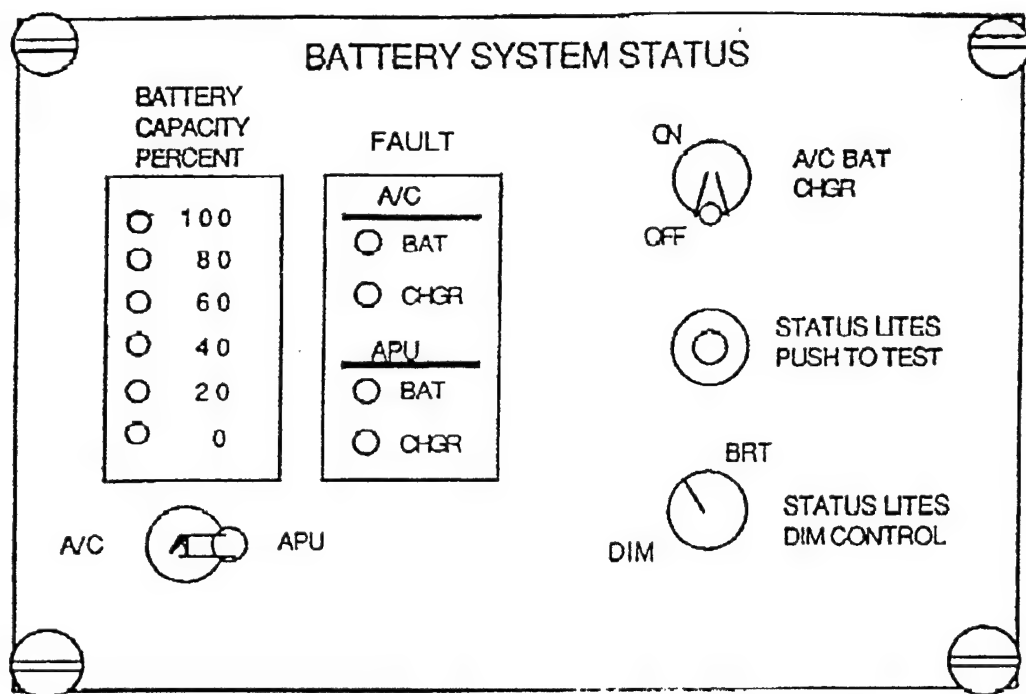 BATTERY SYSTEM STATUS
BATTERY
CAPACITY
PERCENT
100
80
60
40
20
0
A/C
APU
FAULT
A/C
BAT
CHGR
APU
BAT
CHGR
ON
OFF
A/C BAT
CHGR
STATUS LITES
PUSH TO TEST
BRT
DIM
STATUS LITES
DIM CONTROL